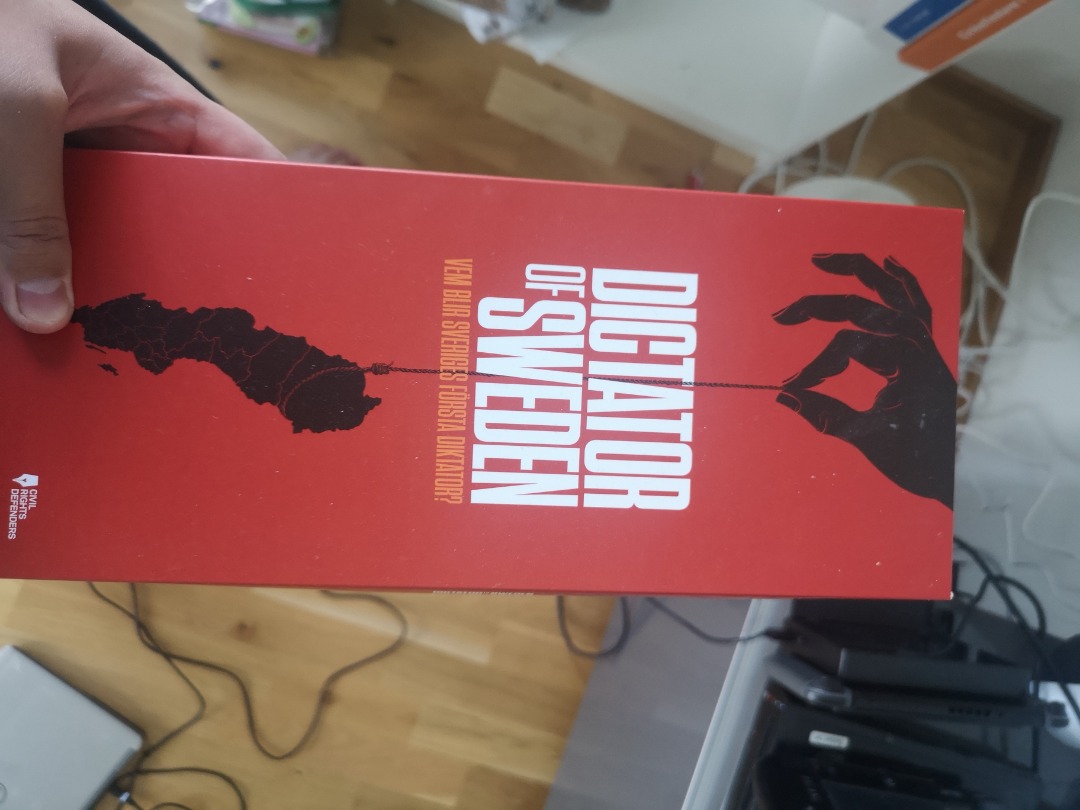 DICTATOR
OF SWEDEN
VEM BLIR SVERIGES FÖRSTA DIKTATOR?
CIVIL
RIGHTS
DEFENDERS